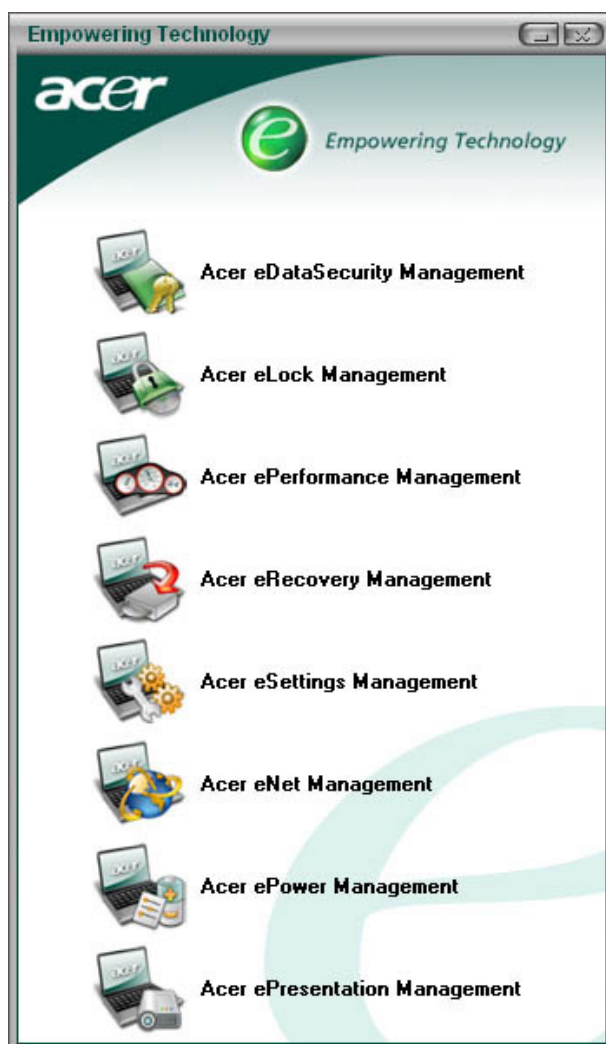 Empowering Technology
acer
e Empowering Technology
Acer eDataSecurity Management
Acer eLock Management
Acer ePerformance Management
Acer eRecovery Management
Acer eSettings Management
Acer eNet Management
Acer ePower Management
Acer ePresentation Management